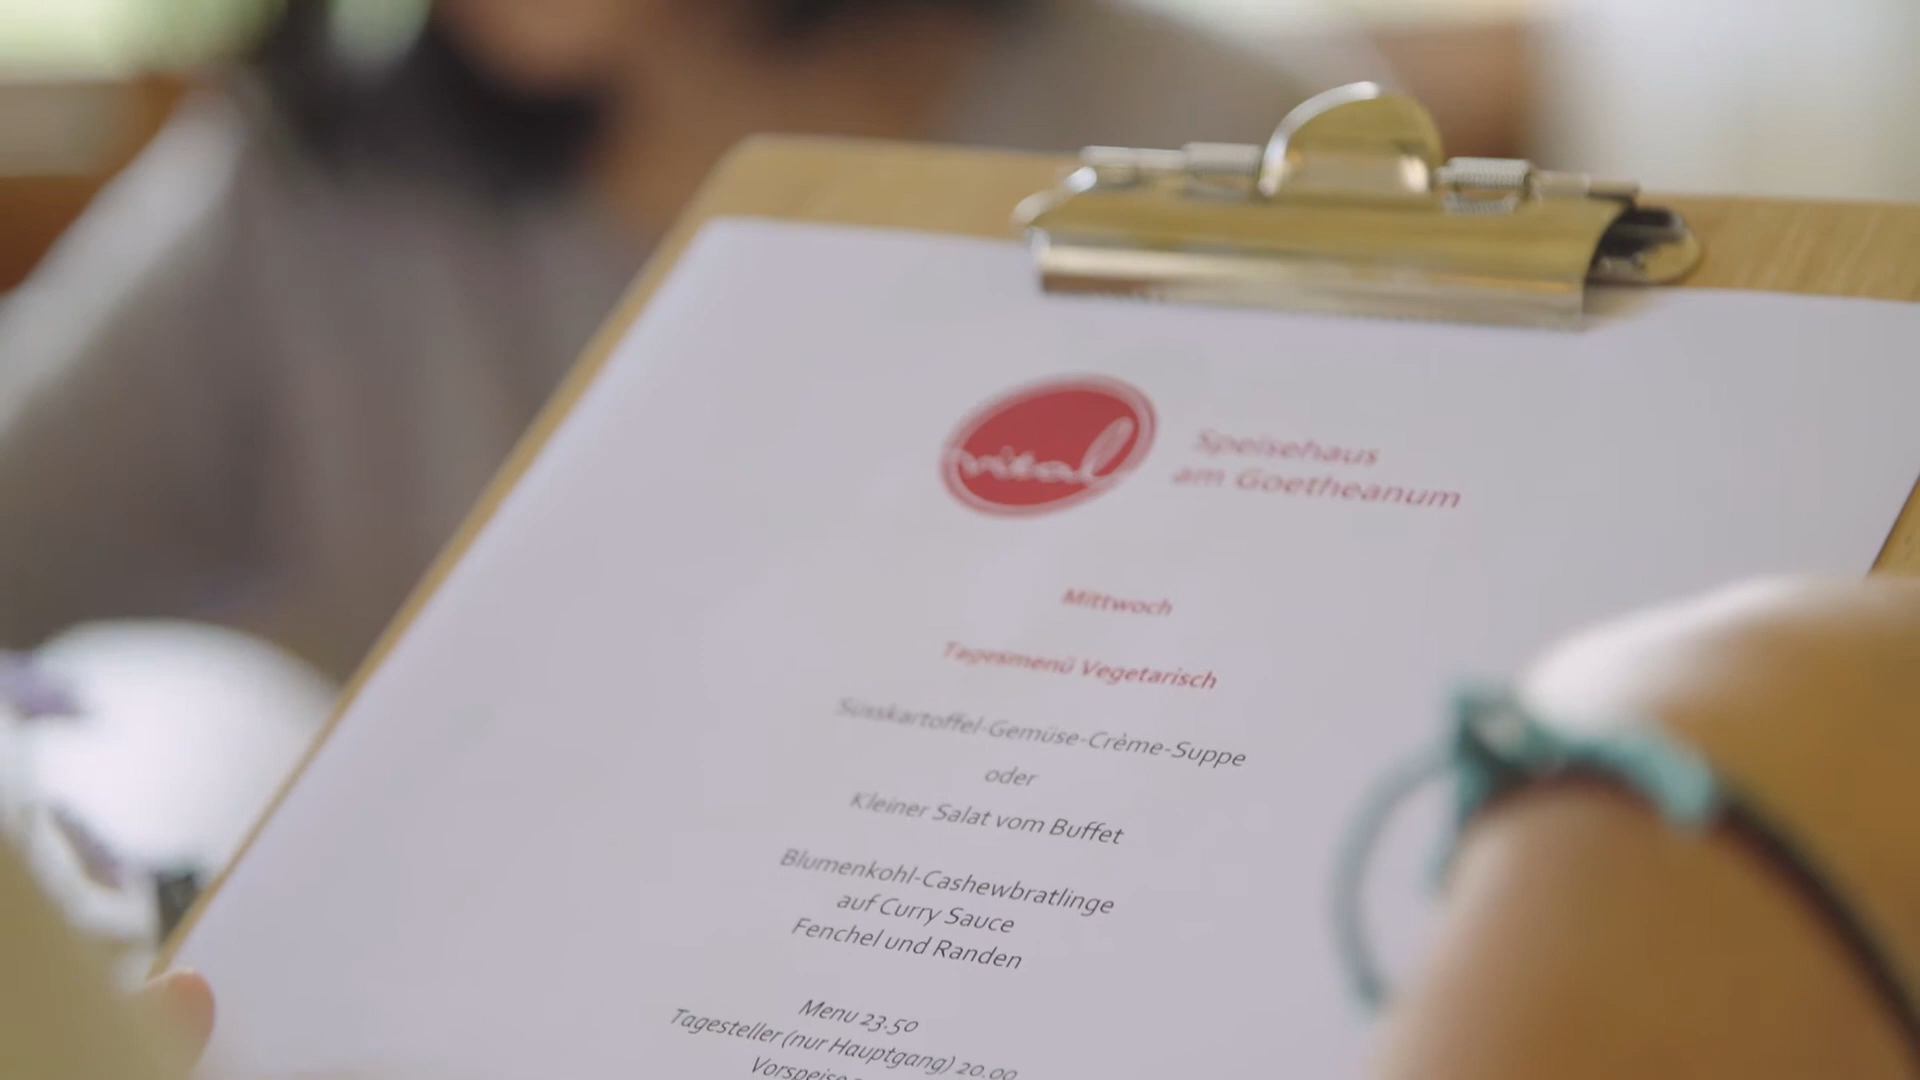 vital
Speisehaus
am Goetheanum
Mittwoch
Tagesmenü Vegetarisch
Süsskartoffel-Gemüse-Crème-Suppe
oder
Kleiner Salat vom Buffet
Blumenkohl-Cashewbratlinge
auf Curry Sauce
Fenchel und Randen
Menu 23.50
Tagesteller (nur Hauptgang) 20.00
Vorspeise